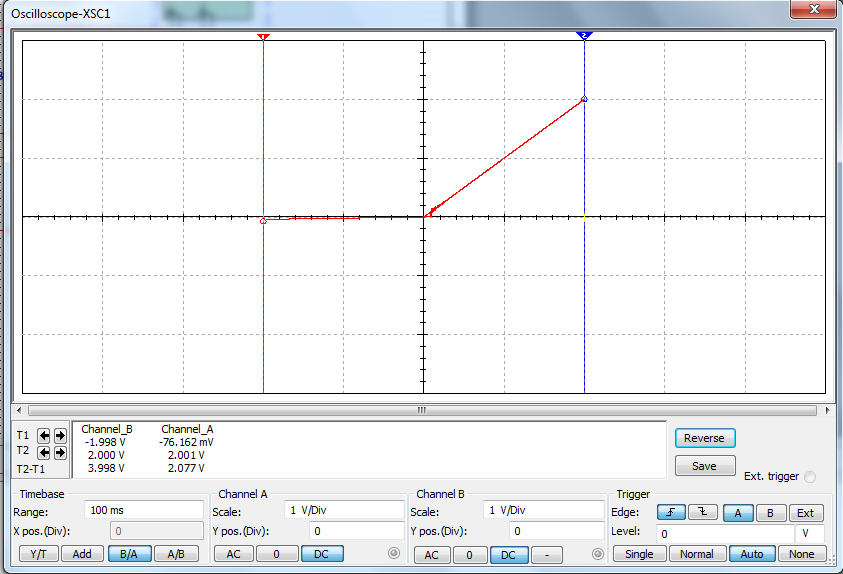 Oscilloscope-XSC1
1
2
T1
T2
T2-T1
Channel_B Channel_A
-1.998 V -76.162 mV
2.000 V 2.001 V
3.998 V 2.077 V
Reverse
Save
Ext. trigger
Timebase
Range: 100 ms
X pos.(Div): 0
Y/T Add B/A A/B
Channel A
Scale: 1 V/Div
Y pos.(Div): 0
AC 0 DC
Channel B
Scale: 1 V/Div
Y pos.(Div): 0
AC 0 DC -
Trigger
Edge: A B Ext
Level: 0 V
Single Normal Auto None